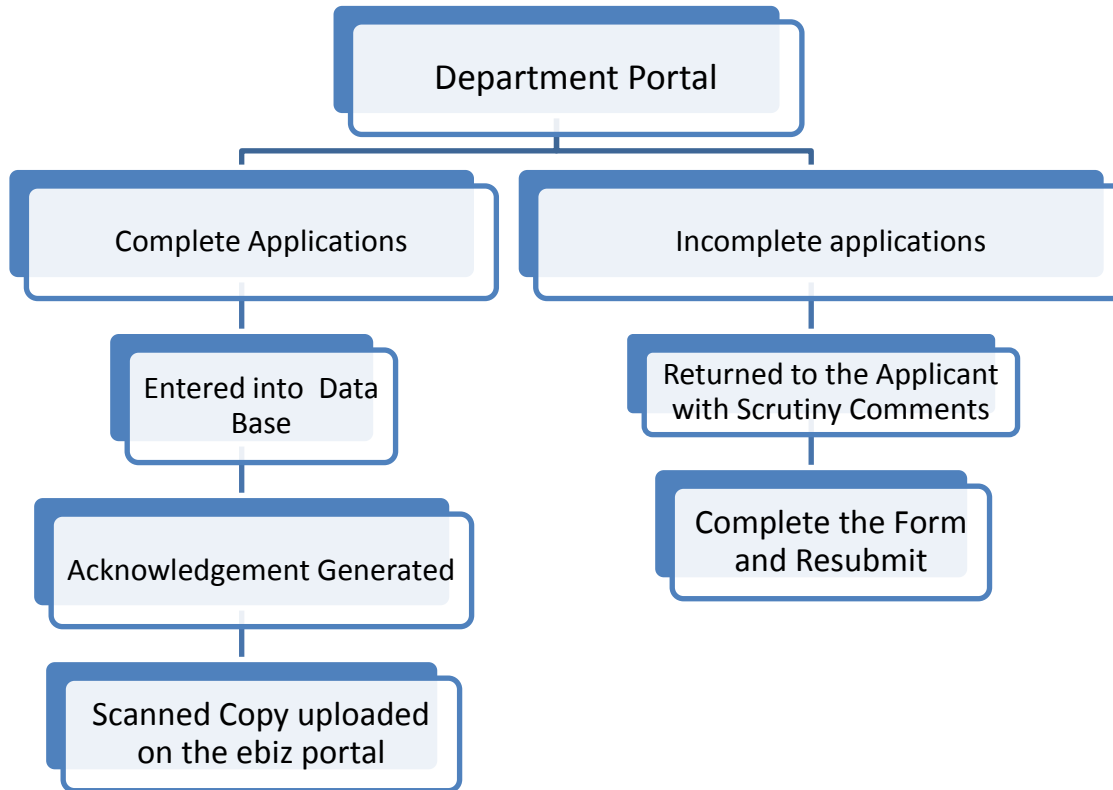 Department Portal
Complete Applications
Incomplete applications
Entered into Data
Base
Returned to the Applicant
with Scrutiny Comments
Acknowledgement Generated
Complete the Form
and Resubmit
Scanned Copy uploaded
on the ebiz portal